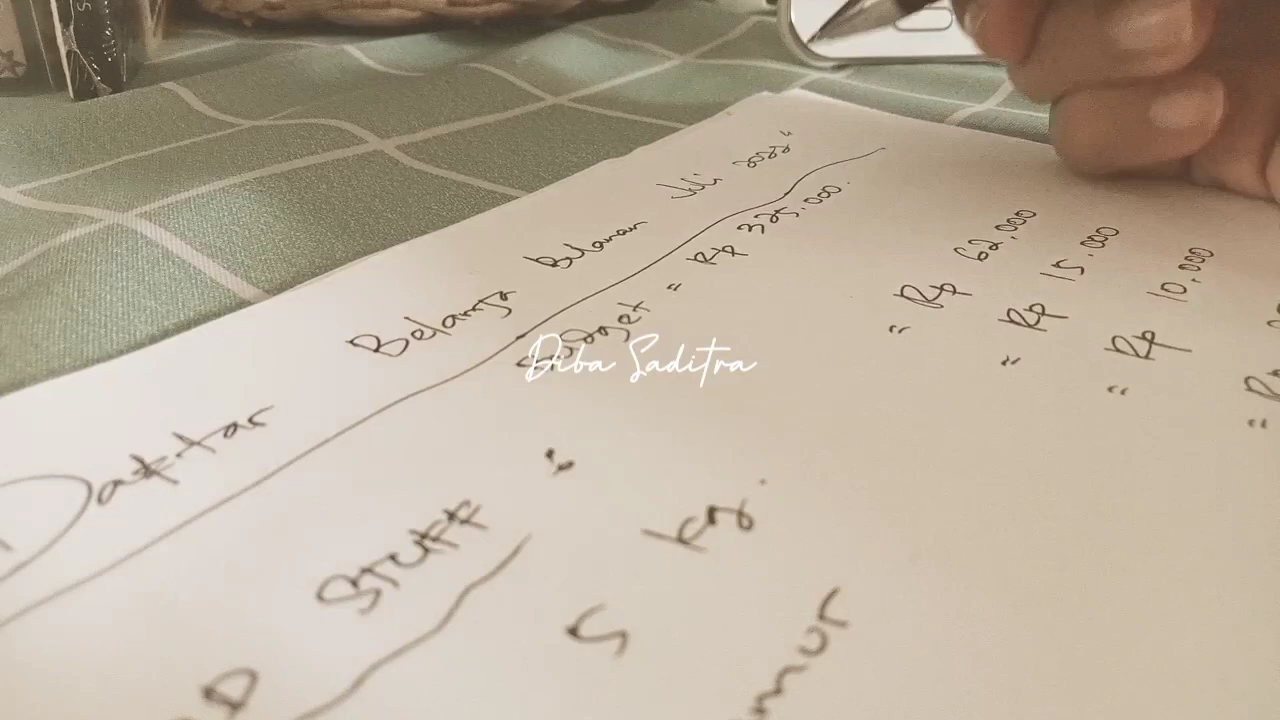 Daftar Belanja Bulanan Juli 2022"
Budget = Rp 325.000.
Diba Saditra
STUFF :
5 kg.
= Rp 62,000
= Rp 15.000
= Rp 10,000